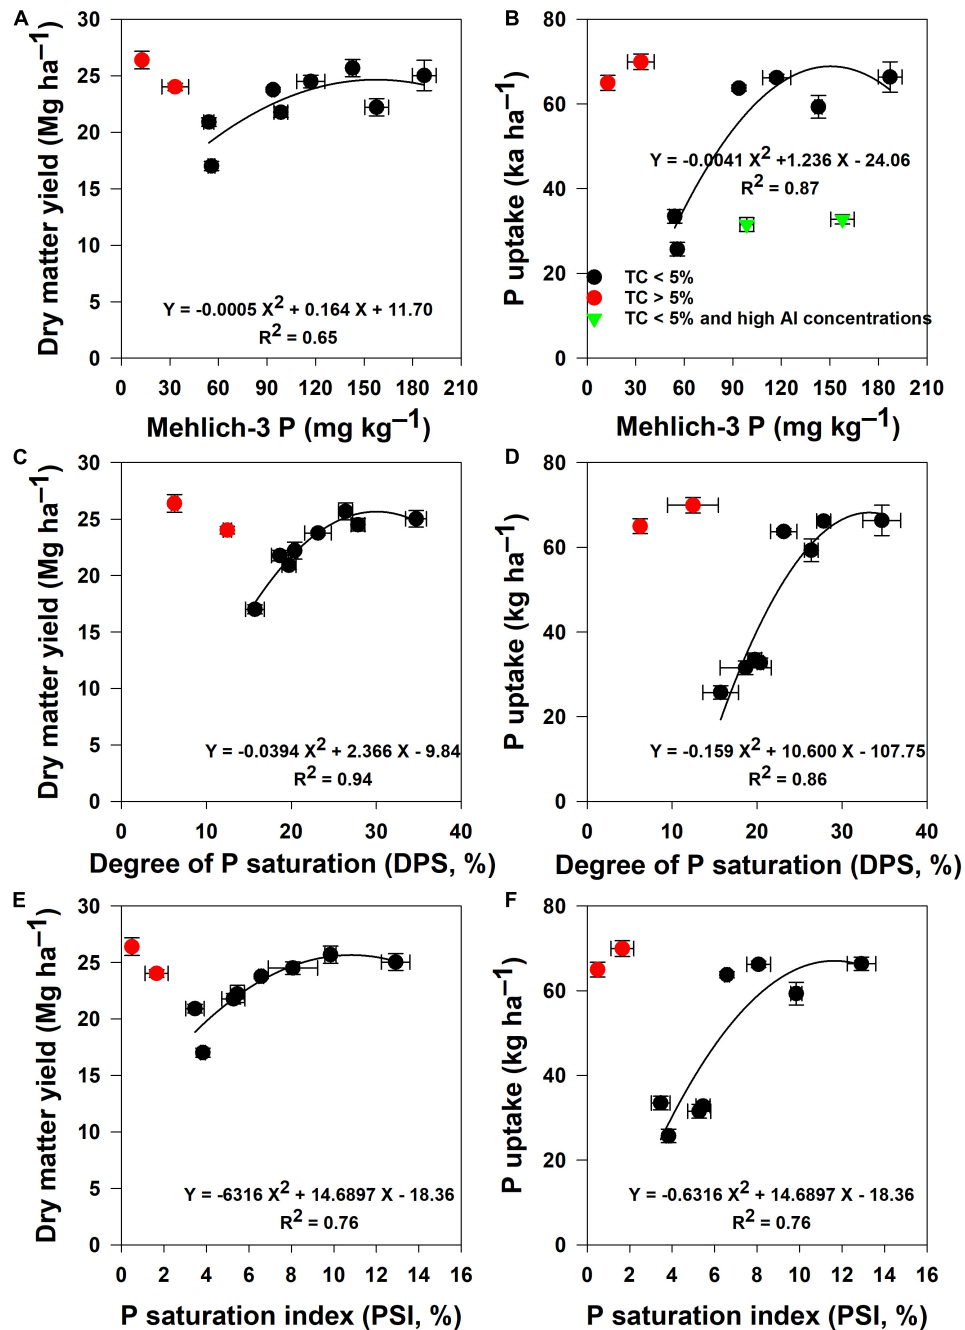 A
30
25
20
15
10
5
0
Dry matter yield (Mg ha⁻¹)
Y = -0.0005 X² + 0.164 X + 11.70
R² = 0.65
0 30 60 90 120 150 180 210
Mehlich-3 P (mg kg⁻¹)
B
80
60
40
20
0
P uptake (ka ha⁻¹)
Y = -0.0041 X² +1.236 X - 24.06
R² = 0.87
TC < 5%
TC > 5%
TC < 5% and high Al concentrations
0 30 60 90 120 150 180 210
Mehlich-3 P (mg kg⁻¹)
C
30
25
20
15
10
5
0
Dry matter yield (Mg ha⁻¹)
Y = -0.0394 X² + 2.366 X - 9.84
R² = 0.94
0 10 20 30 40
Degree of P saturation (DPS, %)
D
80
60
40
20
0
P uptake (kg ha⁻¹)
Y = -0.159 X² + 10.600 X - 107.75
R² = 0.86
0 10 20 30 40
Degree of P saturation (DPS, %)
E
30
25
20
15
10
5
0
Dry matter yield (Mg ha⁻¹)
Y = -6316 X² + 14.6897 X - 18.36
R² = 0.76
0 2 4 6 8 10 12 14 16
P saturation index (PSI, %)
F
80
60
40
20
0
P uptake (kg ha⁻¹)
Y = -0.6316 X² + 14.6897 X - 18.36
R² = 0.76
0 2 4 6 8 10 12 14 16
P saturation index (PSI, %)